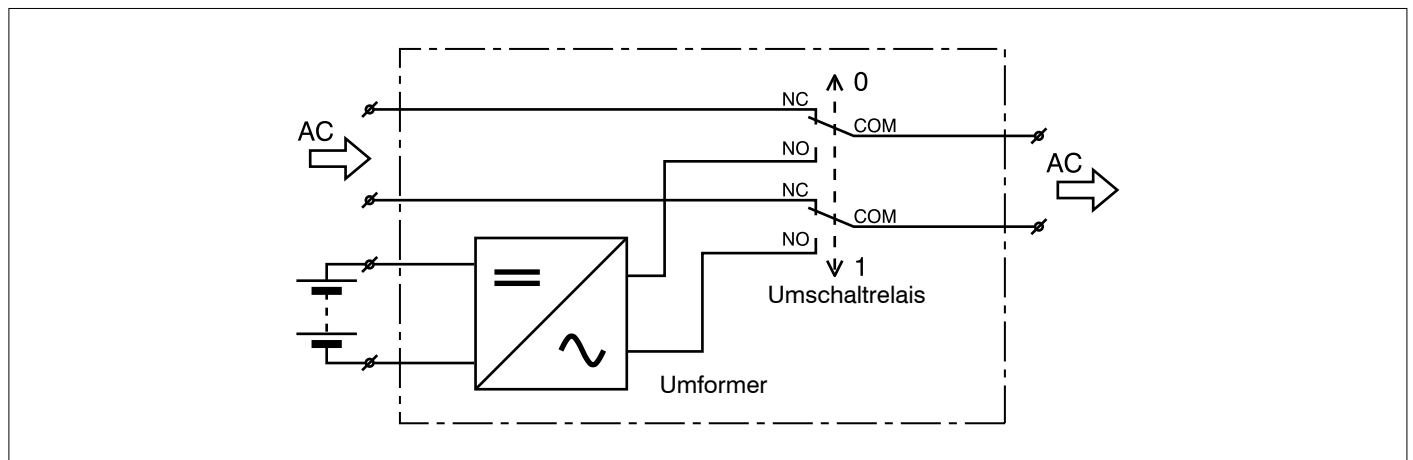 0
NC
AC
COM
NO
AC
NC
COM
NO
1
Umschaltrelais
Umformer